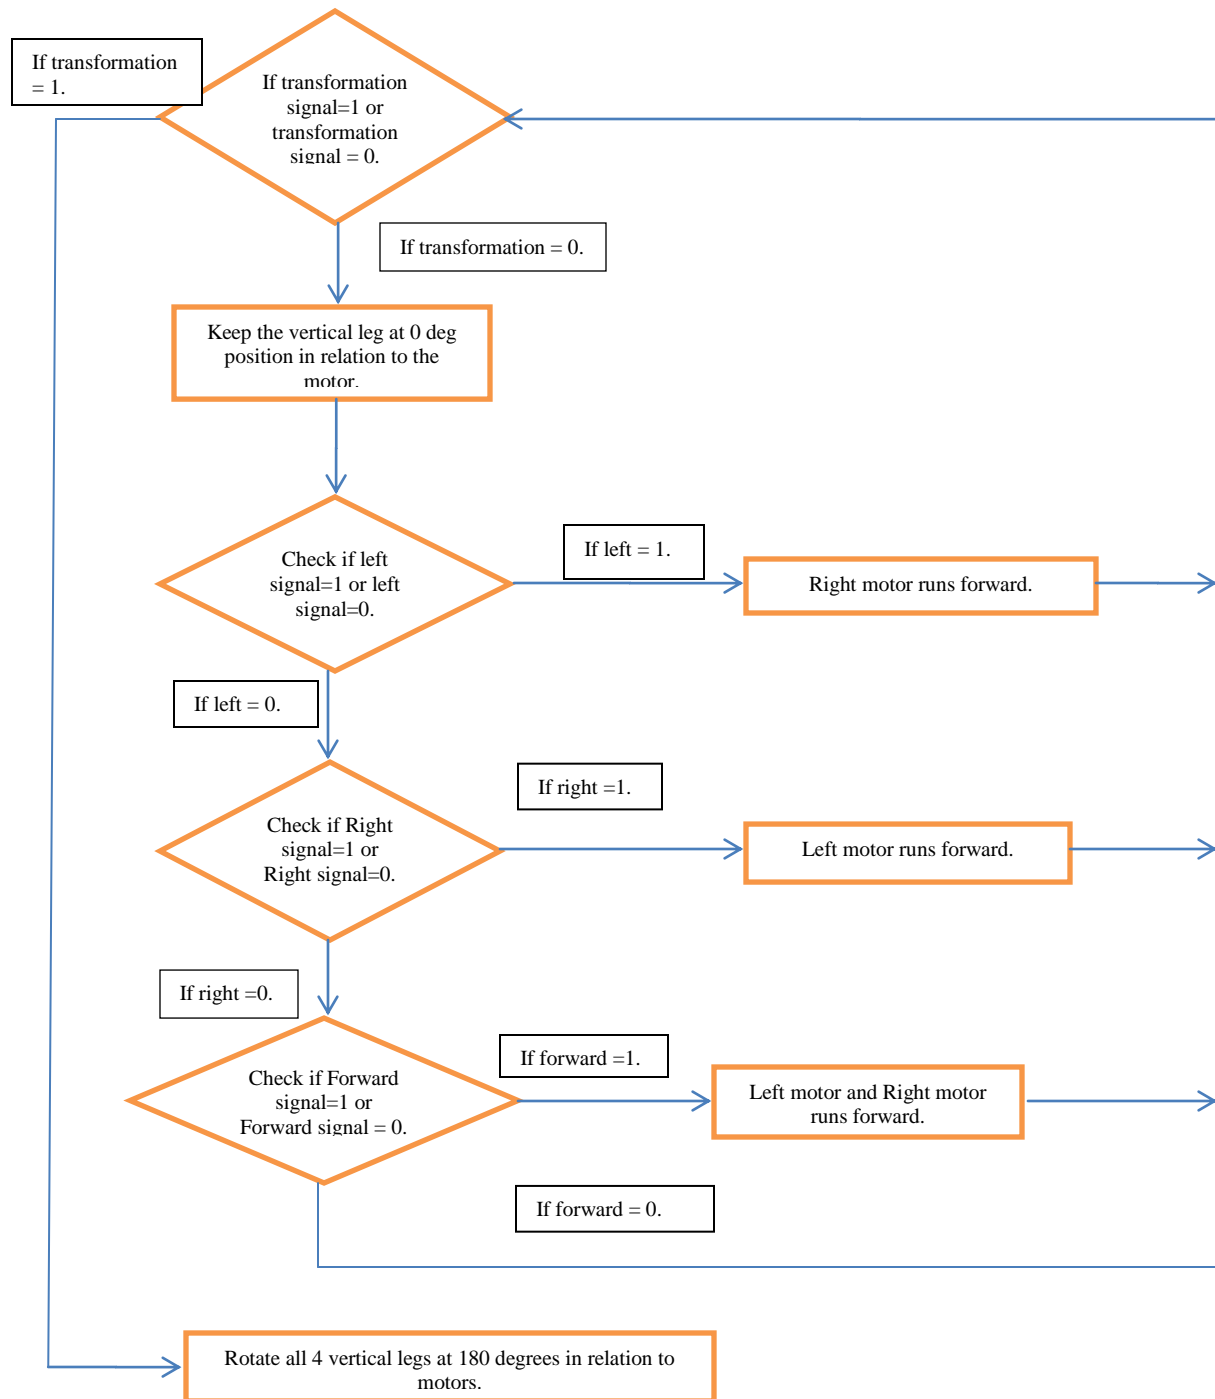 If transformation
= 1.
If transformation
signal=1 or
transformation
signal = 0.
If transformation = 0.
Keep the vertical leg at 0 deg
position in relation to the
motor.
Check if left
signal=1 or left
signal=0.
If left = 1.
Right motor runs forward.
If left = 0.
Check if Right
signal=1 or
Right signal=0.
If right =1.
Left motor runs forward.
If right =0.
Check if Forward
signal=1 or
Forward signal = 0.
If forward =1.
Left motor and Right motor
runs forward.
If forward = 0.
Rotate all 4 vertical legs at 180 degrees in relation to
motors.